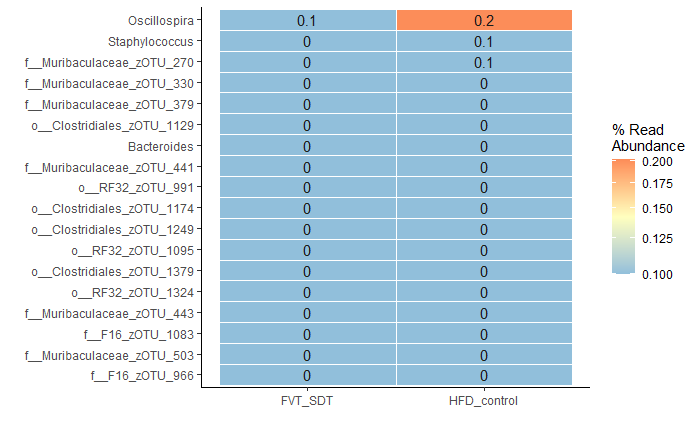 Oscillospira 0.1 0.2
Staphylococcus 0 0.1
f__Muribaculaceae_zOTU_270 0 0.1
f__Muribaculaceae_zOTU_330 0 0
f__Muribaculaceae_zOTU_379 0 0
o__Clostridiales_zOTU_1129 0 0
Bacteroides 0 0
f__Muribaculaceae_zOTU_441 0 0
o__RF32_zOTU_991 0 0
o__Clostridiales_zOTU_1174 0 0
o__Clostridiales_zOTU_1249 0 0
o__RF32_zOTU_1095 0 0
o__Clostridiales_zOTU_1379 0 0
o__RF32_zOTU_1324 0 0
f__Muribaculaceae_zOTU_443 0 0
f__F16_zOTU_1083 0 0
f__Muribaculaceae_zOTU_503 0 0
f__F16_zOTU_966 0 0
FVT_SDT HFD_control
% Read
Abundance
0.200
0.175
0.150
0.125
0.100